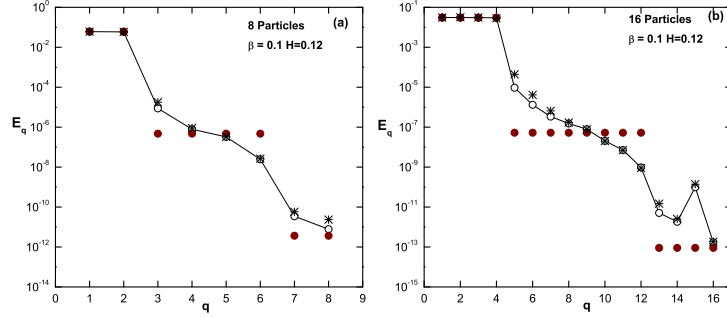 8 Particles (a)
β = 0.1 H=0.12
10^0
10^-2
10^-4
10^-6
10^-8
10^-10
10^-12
10^-14
E_q
0 1 2 3 4 5 6 7 8 9
q
16 Particles (b)
β = 0.1 H=0.12
10^-1
10^-3
10^-5
10^-7
10^-9
10^-11
10^-13
10^-15
E_q
0 2 4 6 8 10 12 14 16
q